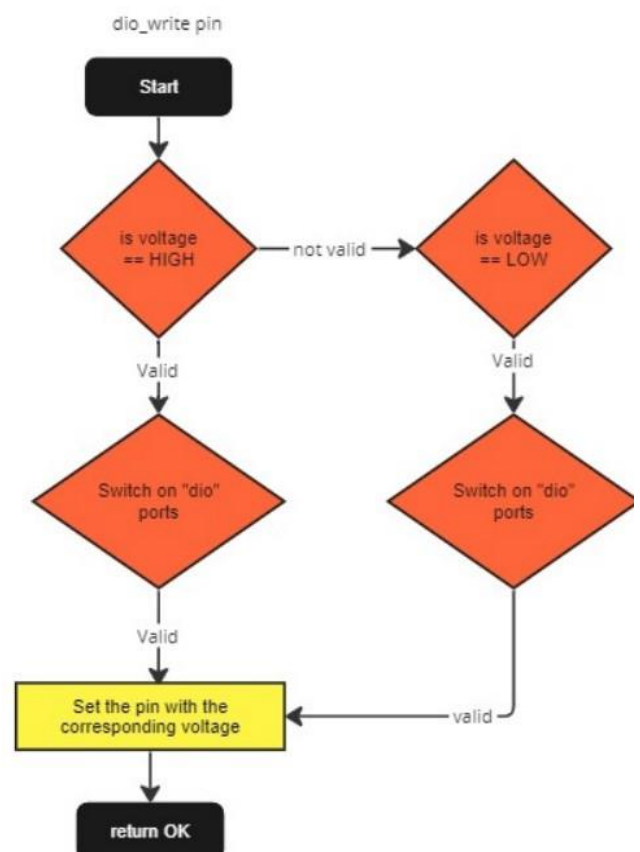 dio_write pin
Start
is voltage
== HIGH
not valid
is voltage
== LOW
Valid
Valid
Switch on "dio"
ports
Switch on "dio"
ports
Valid
valid
Set the pin with the
corresponding voltage
return OK